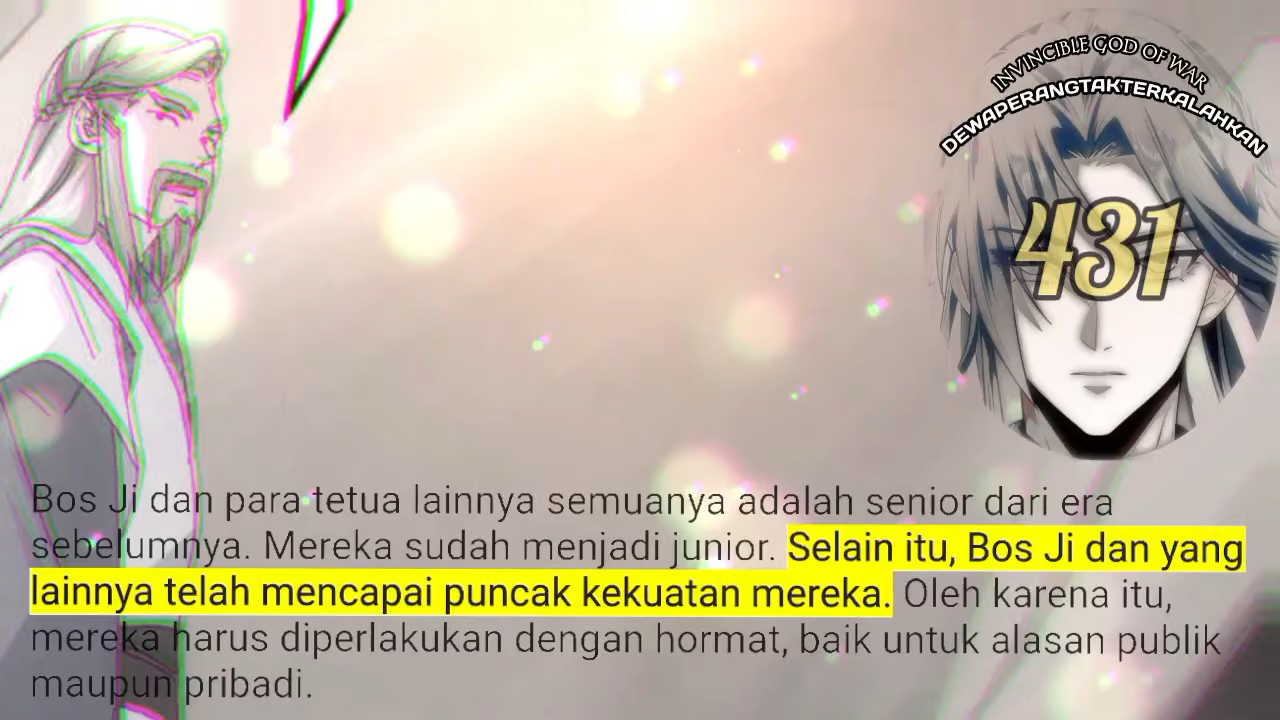 INVINCIBLE GOD OF WAR
DEWAPERANGTAKTERKALAHKAN
431
Bos Ji dan para tetua lainnya semuanya adalah senior dari era
sebelumnya. Mereka sudah menjadi junior. Selain itu, Bos Ji dan yang
lainnya telah mencapai puncak kekuatan mereka. Oleh karena itu,
mereka harus diperlakukan dengan hormat, baik untuk alasan publik
maupun pribadi.